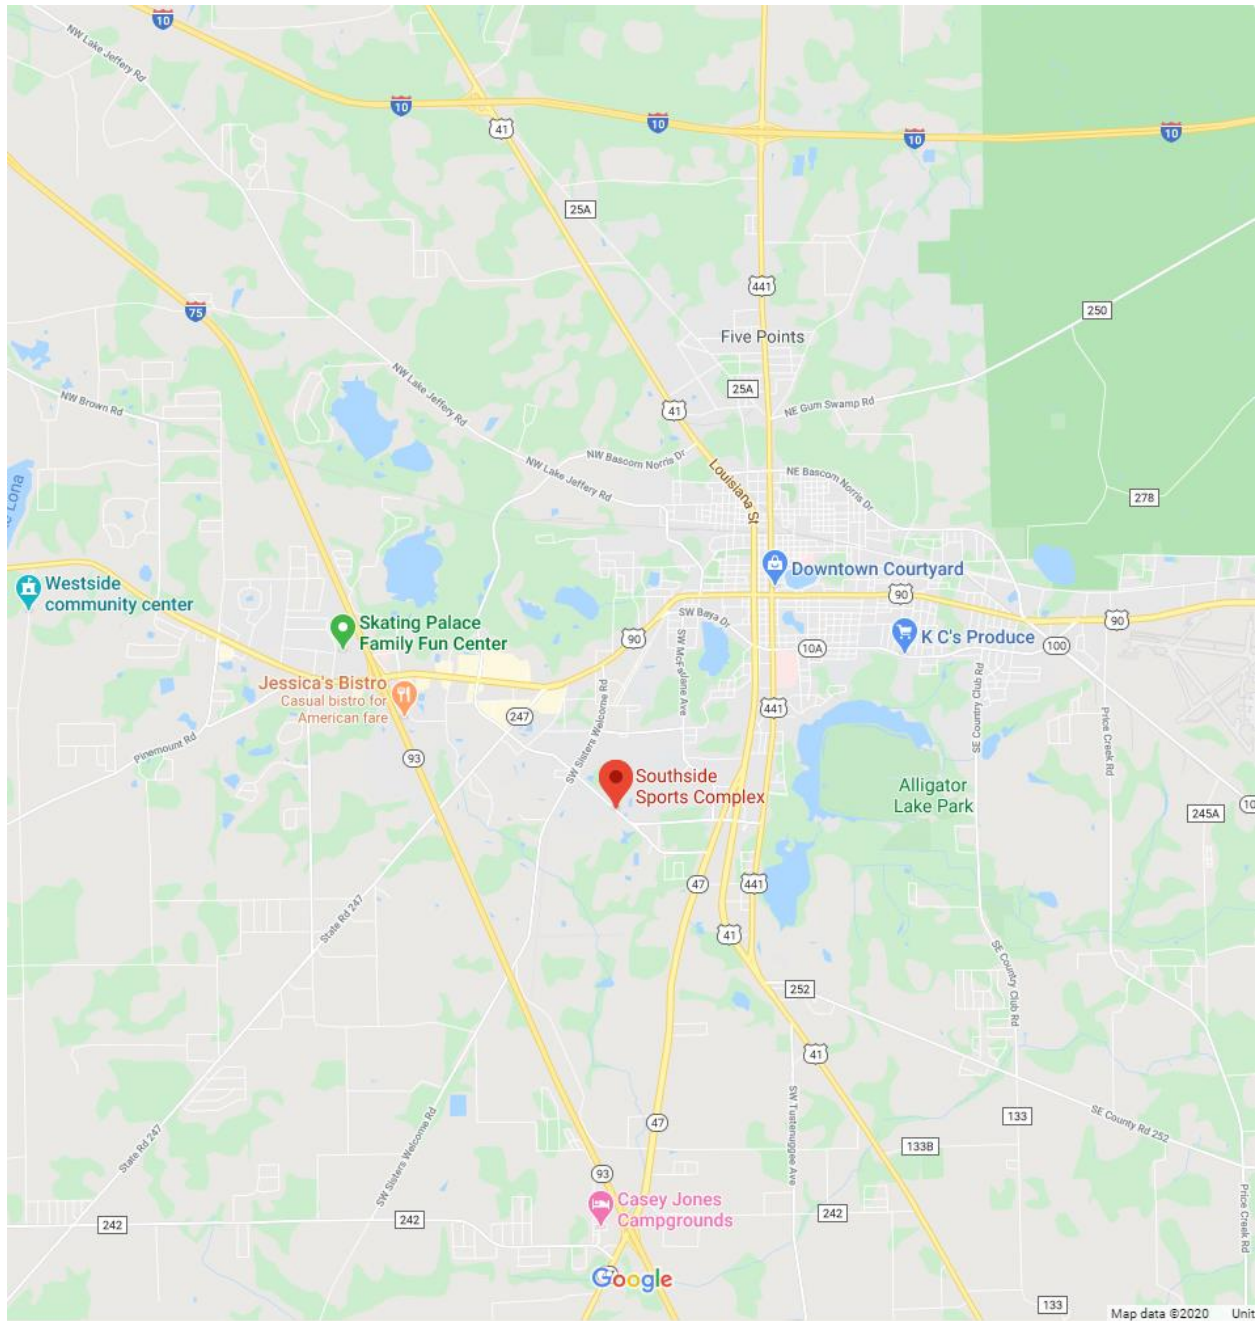 10
NW Lake Jeffery Rd
10
10
10
10
41
25A
441
75
250
Five Points
NW Lake Jeffery Rd
25A
NW Brown Rd
41
NE Gum Swamp Rd
NW Bascom Norris Dr
NW Lake Jeffery Rd
Louisiana St
NE Bascom Norris Dr
278
Lona
Westside
community center
Downtown Courtyard
90
SW Baya Dr
Skating Palace
Family Fun Center
90
K C's Produce
90
10A
100
SW McFarlane Ave
Jessica's Bistro
Casual bistro for
American fare
SW Sisters Welcome Rd
SE Country Club Rd
247
441
Price Creek Rd
Pinemount Rd
93
Southside
Sports Complex
Alligator
Lake Park
245A
10
47
441
State Rd 247
41
SE Country Club Rd
252
41
47
SW Tustenuggee Ave
133
SE County Rd 252
133B
State Rd 247
SW Sisters Welcome Rd
93
Casey Jones
Campgrounds
242
242
242
Price Creek Rd
Google
133
Map data ©2020
Unit